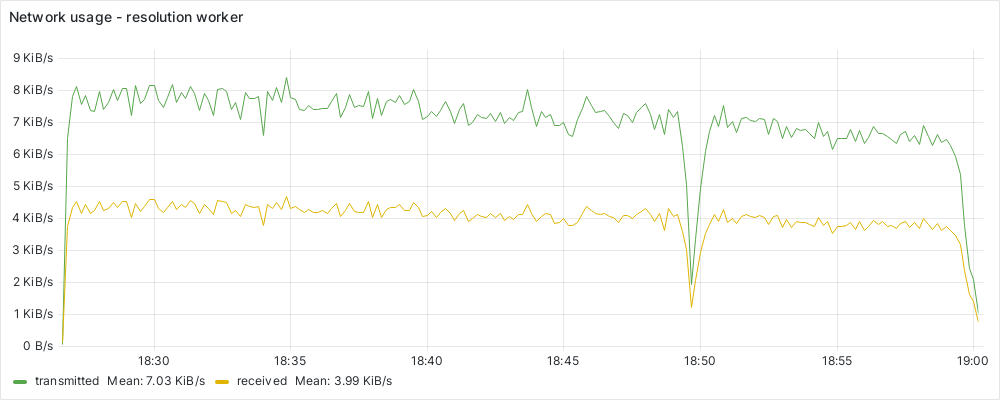 Network usage - resolution worker
9 KiB/s
8 KiB/s
7 KiB/s
6 KiB/s
5 KiB/s
4 KiB/s
3 KiB/s
2 KiB/s
1 KiB/s
0 B/s
18:30 18:35 18:40 18:45 18:50 18:55 19:00
transmitted Mean: 7.03 KiB/s received Mean: 3.99 KiB/s